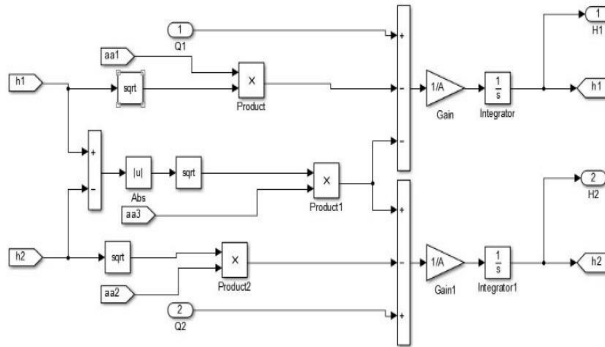 1
Q1
1
H1
aa1
+
h1
sqrt
×
Product
−
1/A
Gain
1
s
Integrator
h1
−
+
−
|u|
Abs
sqrt
×
Product1
aa3
2
H2
+
h2
sqrt
×
Product2
−
1/A
Gain1
1
s
Integrator1
h2
aa2
2
Q2
+